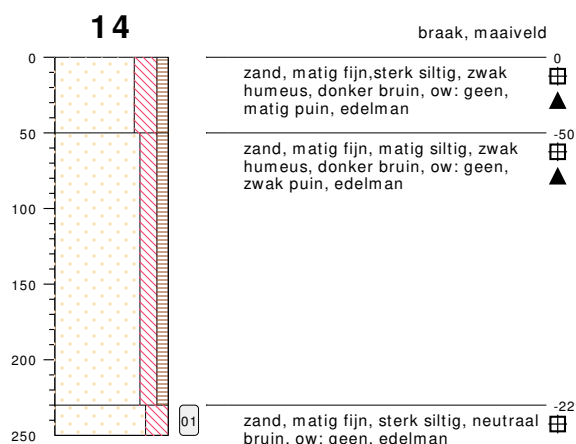 14
braak, maaiveld
0
0
zand, matig fijn,sterk siltig, zwak
humeus, donker bruin, ow: geen,
matig puin, edelman
50
-50
zand, matig fijn, matig siltig, zwak
humeus, donker bruin, ow: geen,
zwak puin, edelman
100
150
200
-22
01
zand, matig fijn, sterk siltig, neutraal
bruin, ow: geen, edelman
250